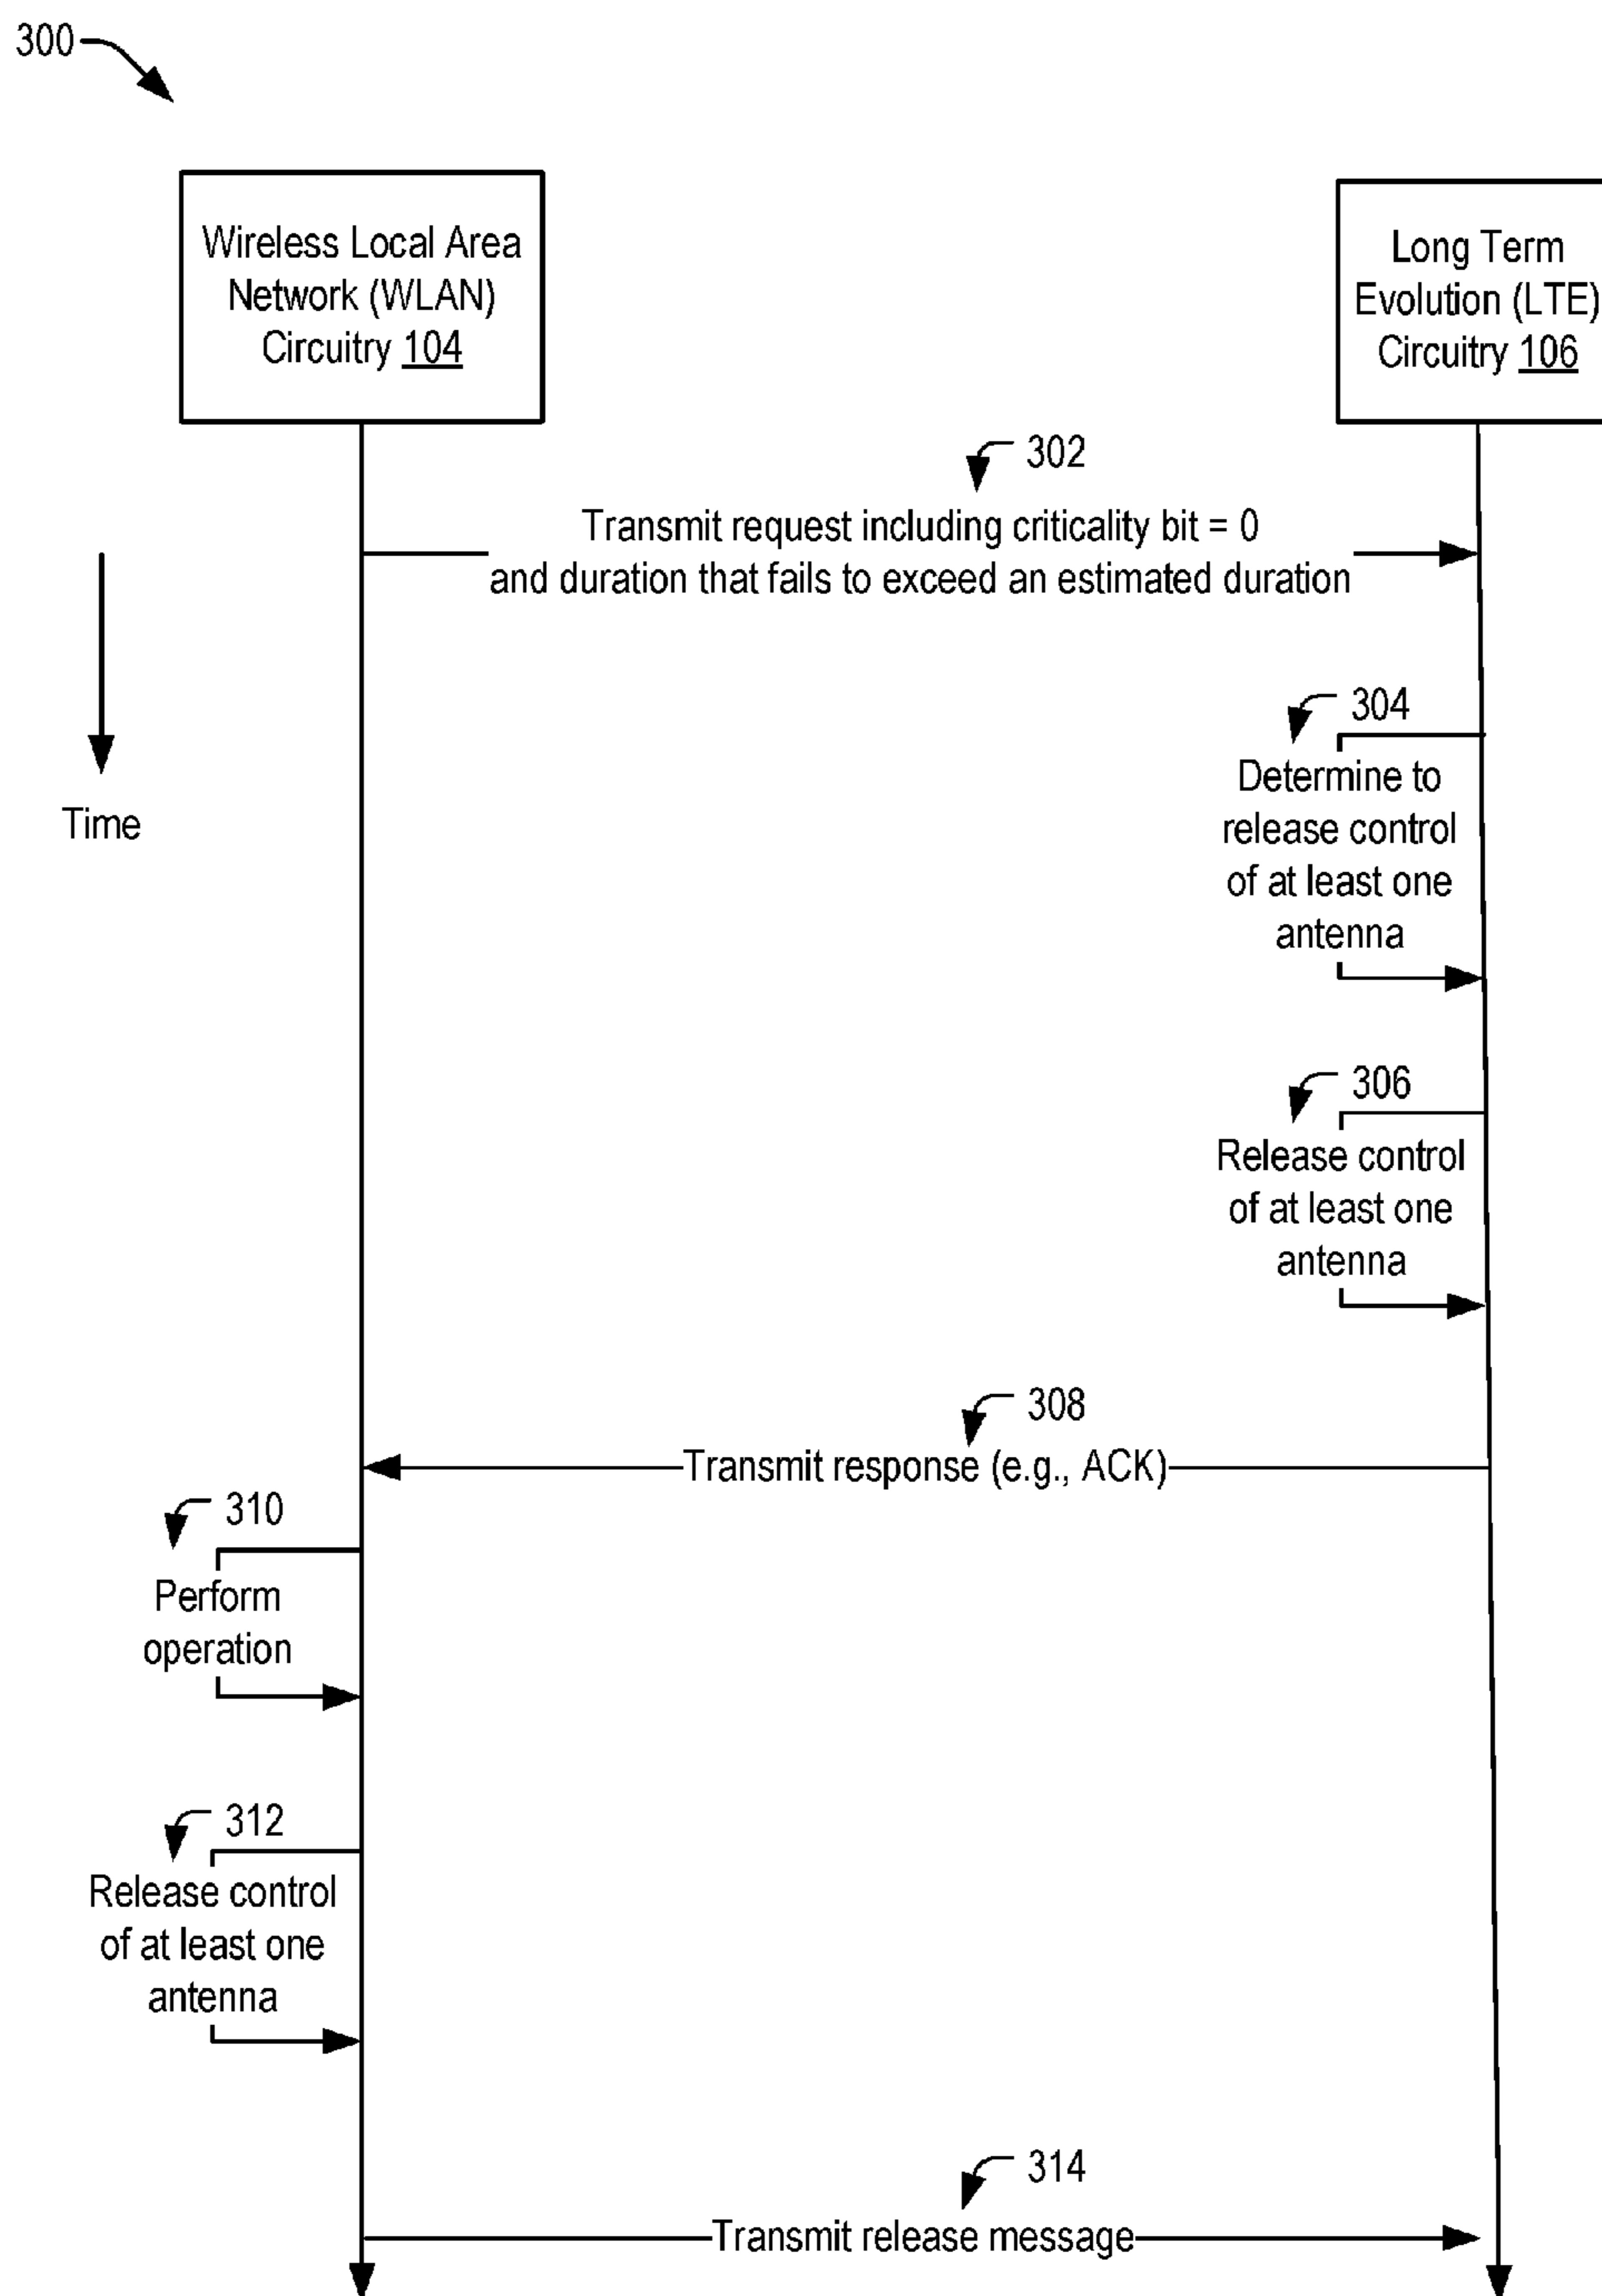 300
Wireless Local Area
Network (WLAN)
Circuitry 104
Long Term
Evolution (LTE)
Circuitry 106
302
Transmit request including criticality bit = 0
and duration that fails to exceed an estimated duration
304
Determine to
release control
of at least one
antenna
Time
306
Release control
of at least one
antenna
308
Transmit response (e.g., ACK)
310
Perform
operation
312
Release control
of at least one
antenna
314
Transmit release message